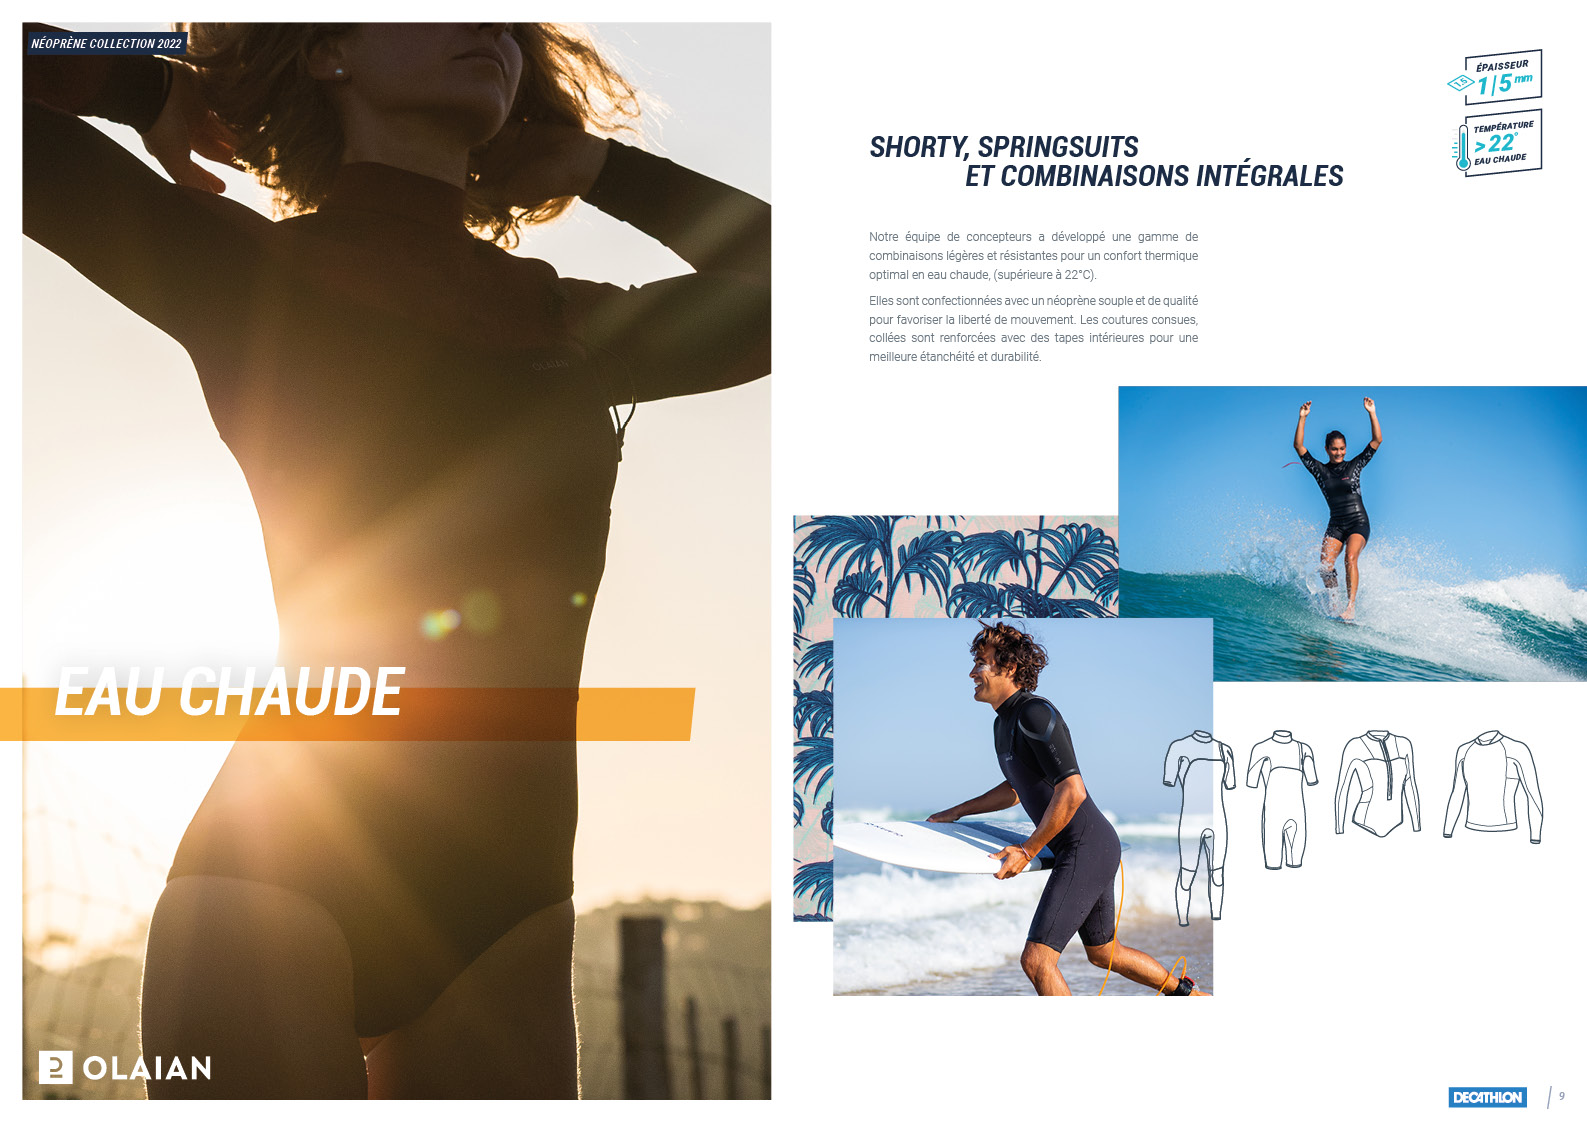 NÉOPRÈNE COLLECTION 2022
OLAIAN
EAU CHAUDE
OLAIAN
SHORTY, SPRINGSUITS
ET COMBINAISONS INTÉGRALES
ÉPAISSEUR
1.5
1/5 mm
TEMPÉRATURE
>22°
EAU CHAUDE
Notre équipe de concepteurs a développé une gamme de
combinaisons légères et résistantes pour un confort thermique
optimal en eau chaude, (supérieure à 22°C).
Elles sont confectionnées avec un néoprène souple et de qualité
pour favoriser la liberté de mouvement. Les coutures consues,
collées sont renforcées avec des tapes intérieures pour une
meilleure étanchéité et durabilité.
DECATHLON
/ 9